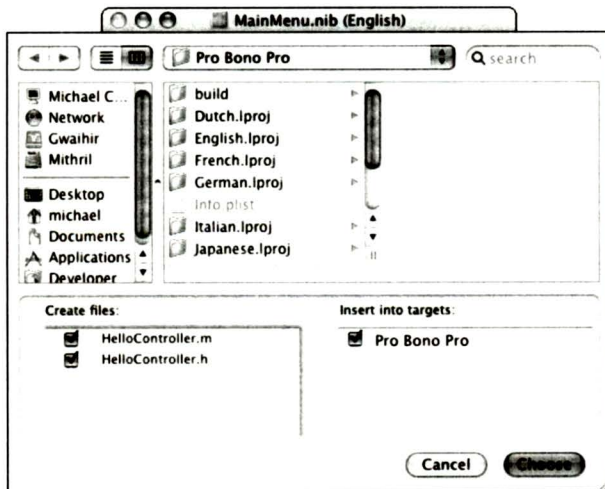 MainMenu.nib (English)
Pro Bono Pro
search
Michael C...
Network
Gwaihir
Mithril
Desktop
michael
Documents
Applications
Developer
build
Dutch.lproj
English.lproj
French.lproj
German.lproj
Info plist
Italian.lproj
Japanese.lproj
Create files:
HelloController.m
HelloController.h
Insert into targets:
Pro Bono Pro
Cancel
Choose